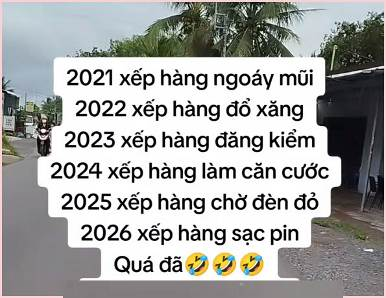 2021 xếp hàng ngoáy mũi
2022 xếp hàng đổ xăng
2023 xếp hàng đăng kiểm
2024 xếp hàng làm căn cước
2025 xếp hàng chờ đèn đỏ
2026 xếp hàng sạc pin
Quá đã🤣🤣🤣